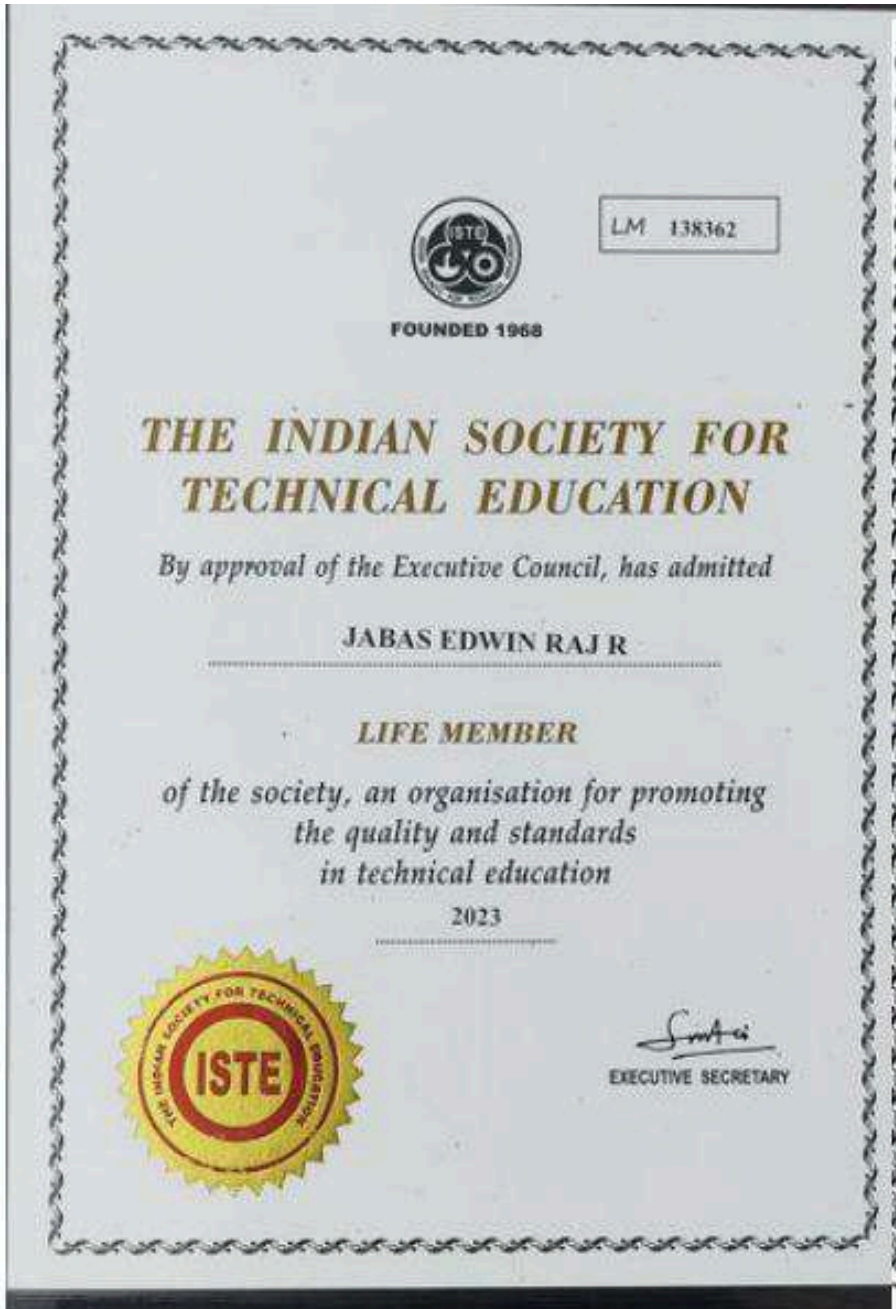 ISTE
LM 138362
FOUNDED 1968
THE INDIAN SOCIETY FOR
TECHNICAL EDUCATION
By approval of the Executive Council, has admitted
JABAS EDWIN RAJ R
LIFE MEMBER
of the society, an organisation for promoting
the quality and standards
in technical education
2023
THE INDIAN SOCIETY FOR TECHNICAL EDUCATION
ISTE
EXECUTIVE SECRETARY